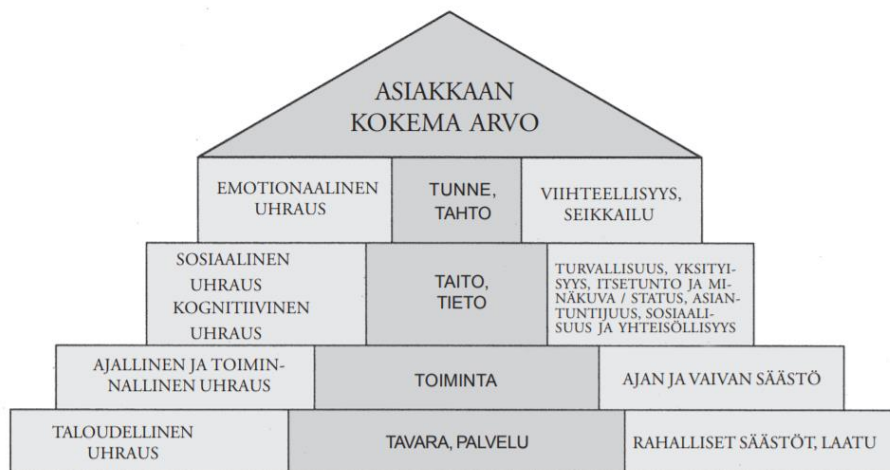 ASIAKKAAN
KOKEMA ARVO
EMOTIONAALINEN
UHRAUS
TUNNE,
TAHTO
VIIHTEELLISYYS,
SEIKKAILU
SOSIAALINEN
UHRAUS
KOGNITIIVINEN
UHRAUS
TAITO,
TIETO
TURVALLISUUS, YKSITYI-
SYYS, ITSETUNTO JA MI-
NÄKUVA / STATUS, ASIAN-
TUNTIJUUS, SOSIAALI-
SUUS JA YHTEISÖLLISYYS
AJALLINEN JA TOIMIN-
NALLINEN UHRAUS
TOIMINTA
AJAN JA VAIVAN SÄÄSTÖ
TALOUDELLINEN
UHRAUS
TAVARA, PALVELU
RAHALLISET SÄÄSTÖT, LAATU